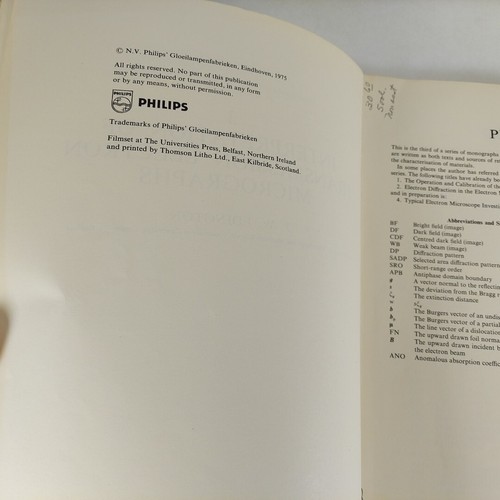 © N.V. Philips' Gloeilampenfabrieken, Eindhoven, 1975
All rights reserved. No part of this publication
may be reproduced or transmitted, in any form
or by any means, without permission.
PHILIPS
PHILIPS
Trademarks of Philips' Gloeilampenfabrieken
Filmset at The Universities Press, Belfast, Northern Ireland
and printed by Thomson Litho Ltd., East Kilbride, Scotland.
P
This is the third of a series of monographs
are written as both texts and sources of
the characterisation of materials.
In some places the author has referred
series. The following titles have already
1. The Operation and Calibration of the
2. Electron Diffraction in the Electron
and in preparation is:
4. Typical Electron Microscope
Abbreviations and
BF Bright field (image)
DF Dark field (image)
CDF Centred dark field (image)
WB Weak beam (image)
DP Diffraction pattern
SADP Selected area diffraction pattern
SRO Short-range order
APB Antiphase domain boundary
g A vector normal to the
s The deviation from the Bragg
The extinction distance
w
b The Burgers vector of an
The Burgers vector of a partial
The line vector of a dislocation
FN The upward drawn foil normal
B The upward drawn incident
the electron beam
ANO Anomalous absorption